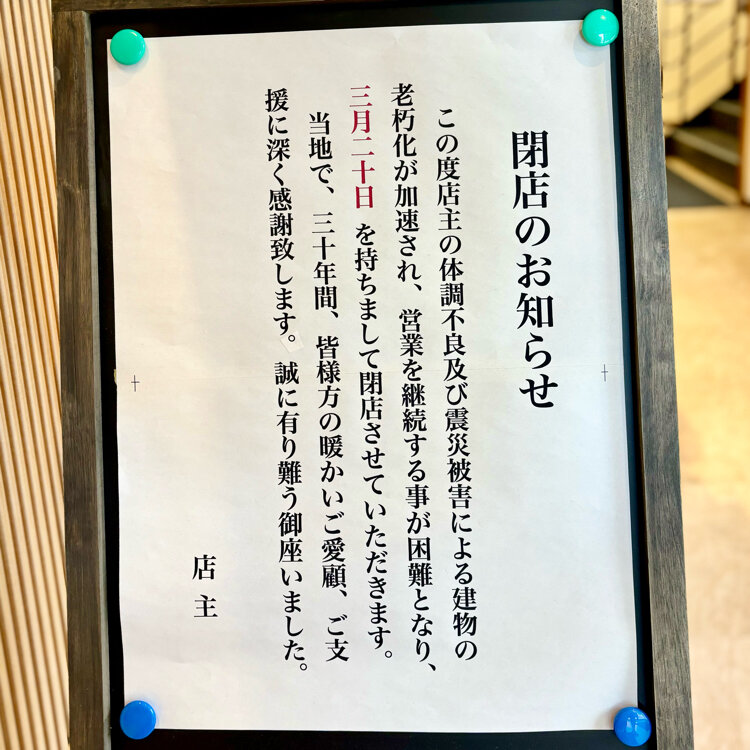 閉店のお知らせ
この度店主の体調不良及び震災被害による建物の
老朽化が加速され、営業を継続する事が困難となり、
三月二十日 を持ちまして閉店させていただきます。
当地で、三十年間、皆様方の暖かいご愛顧、ご支
援に深く感謝致します。誠に有り難う御座いました。
店主